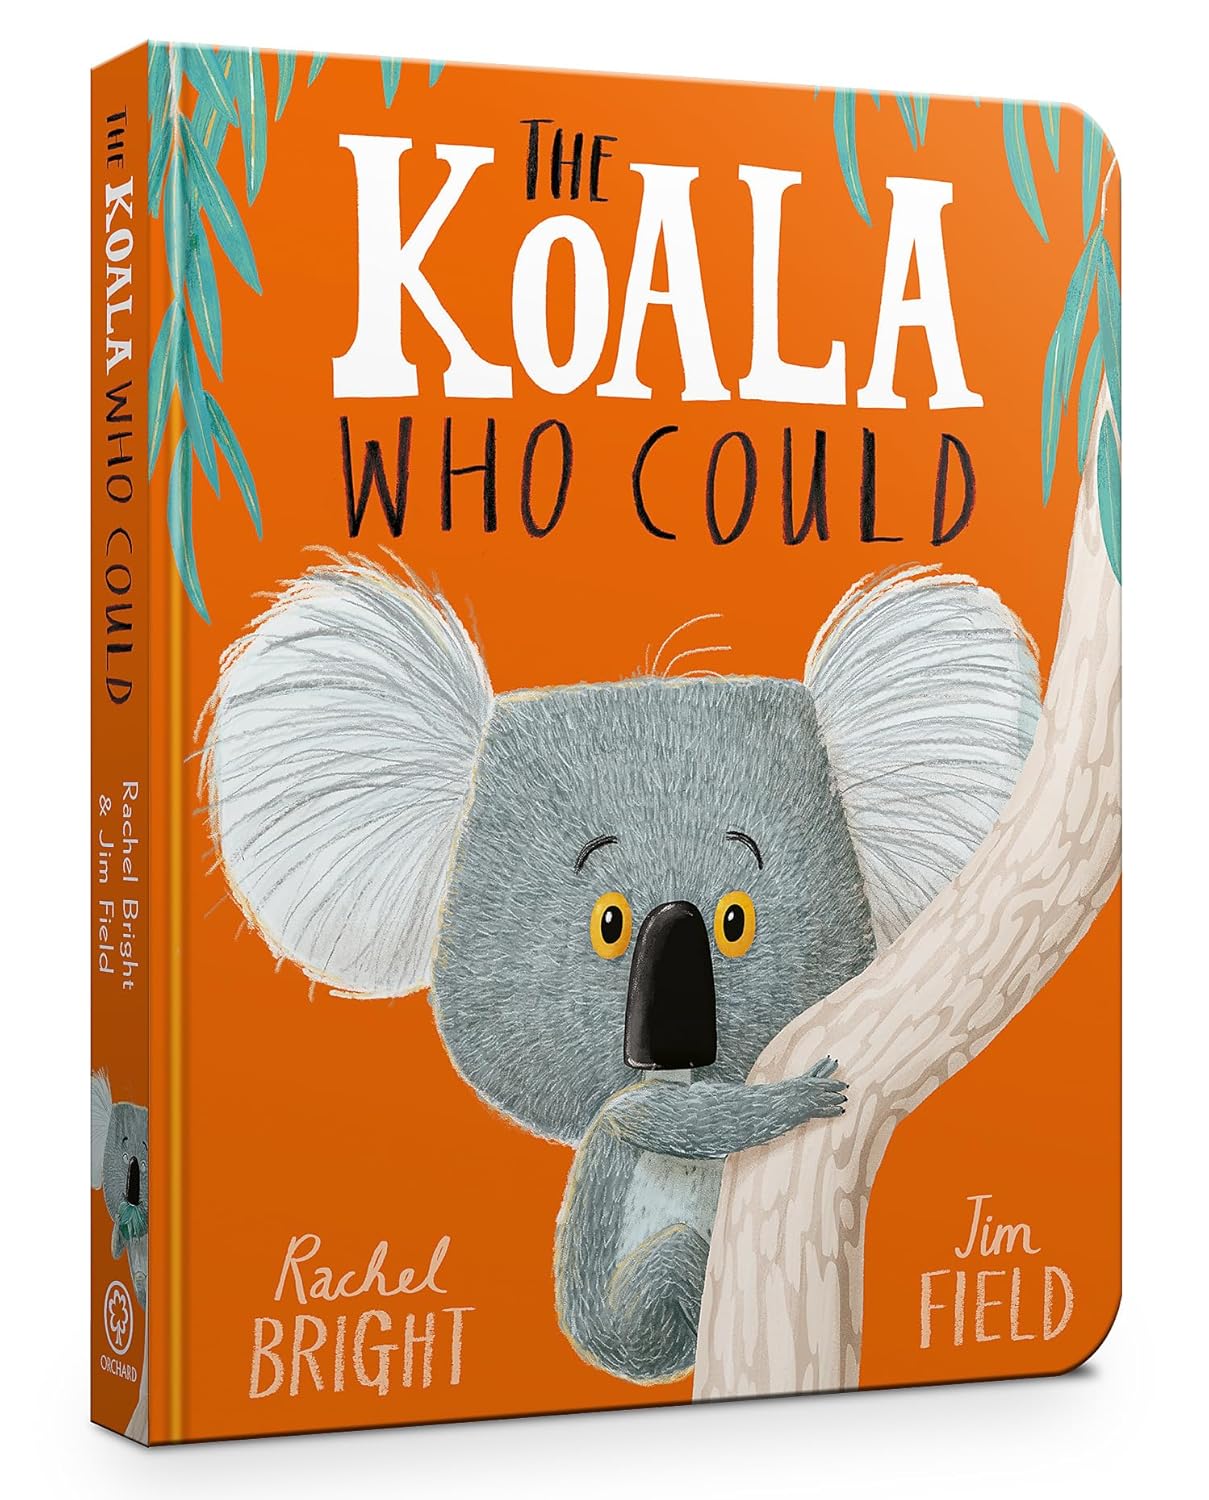 THE
KOALA
WHO COULD
Rachel
BRIGHT
Jim
FIELD
THE KOALA WHO COULD
Rachel Bright
& Jim Field
ORCHARD